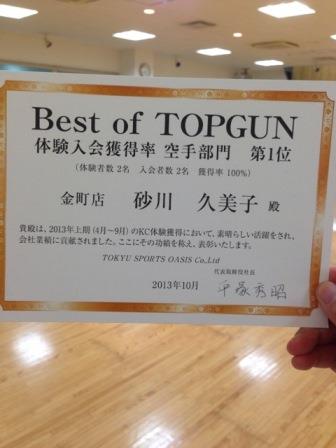 Best of TOPGUN
体験入会獲得率 空手部門　第1位
（体験者数 2名　入会者数 2名　獲得率 100%）
金町店　砂川　久美子 殿
貴殿は、2013年上期（4月～9月）のKC体験獲得において、素晴らしい活躍をされ、
会社業績に貢献されました。ここにその功績を称え、表彰いたします。
TOKYU SPORTS OASIS Co.,Ltd
代表取締役社長
2013年10月　平塚秀昭